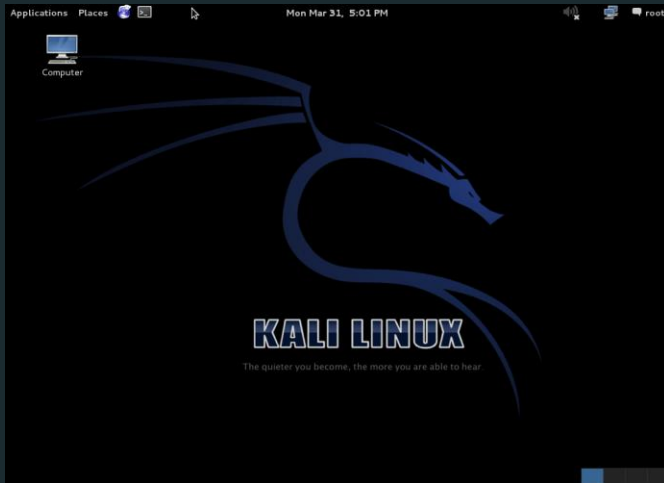 Applications Places Mon Mar 31, 5:01 PM root
Computer
KALI LINUX
The quieter you become, the more you are able to hear.